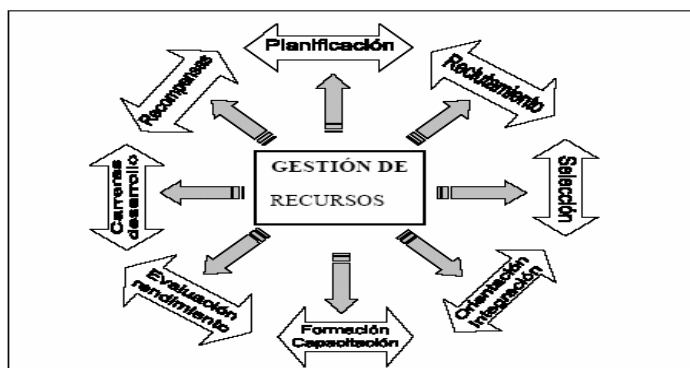 Planificación
Reclutamiento
Selección
Orientación
Integración
Formación
Capacitación
Evaluación
rendimiento
Carreras
desarrollo
Recompensas
GESTIÓN DE
RECURSOS